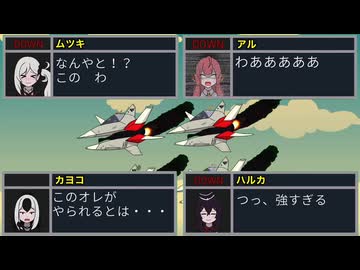 DOWN ムツキ
なんやと！？
この　わ
DOWN アル
わああああああ
カヨコ
このオレが
やられるとは・・・
DOWN ハルカ
つっ、強すぎる